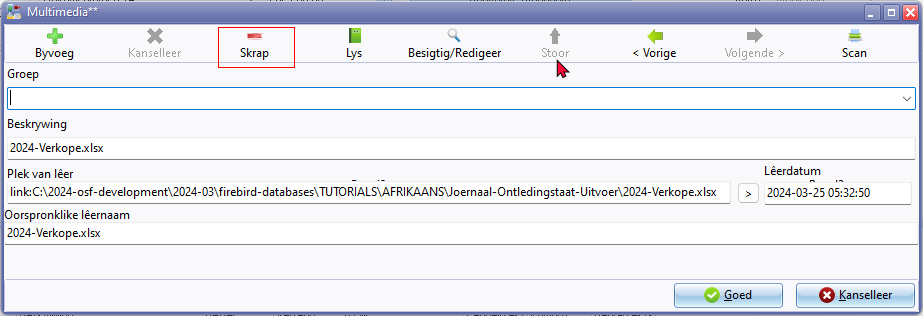 Multimedia**
Byvoeg Kanselleer Skrap Lys Besigtig/Redigeer Stoor < Vorige Volgende > Scan
Groep
Beskrywing
2024-Verkope.xlsx
Plek van lêer Lêerdatum
link:C:\2024-osf-development\2024-03\firebird-databases\TUTORIALS\AFRIKAANS\Joernaal-Ontledingstaat-Uitvoer\2024-Verkope.xlsx > 2024-03-25 05:32:50
Oorspronklike lêernaam
2024-Verkope.xlsx
Goed Kanselleer